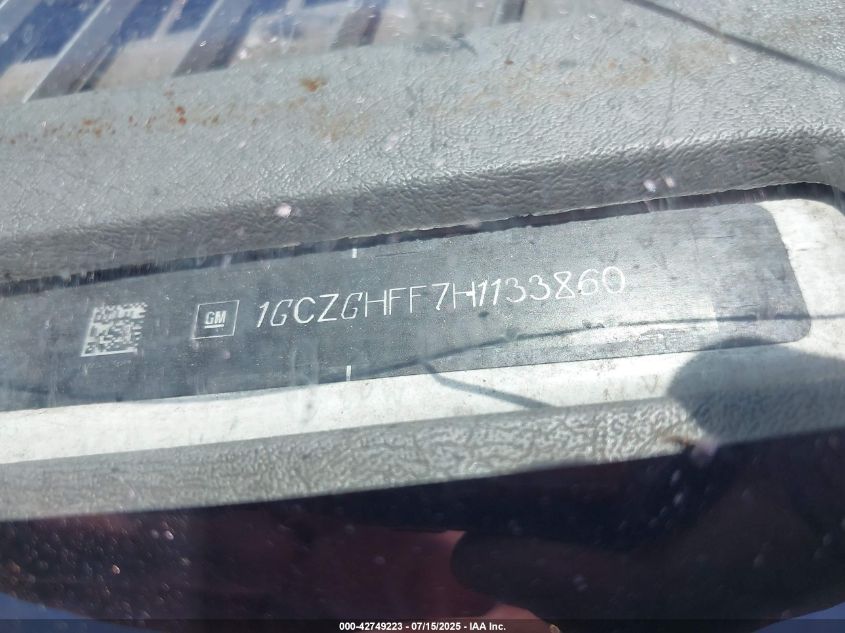 GM 1GCZGHFF7H1133860
000-42749223 - 07/15/2025 - IAA Inc.